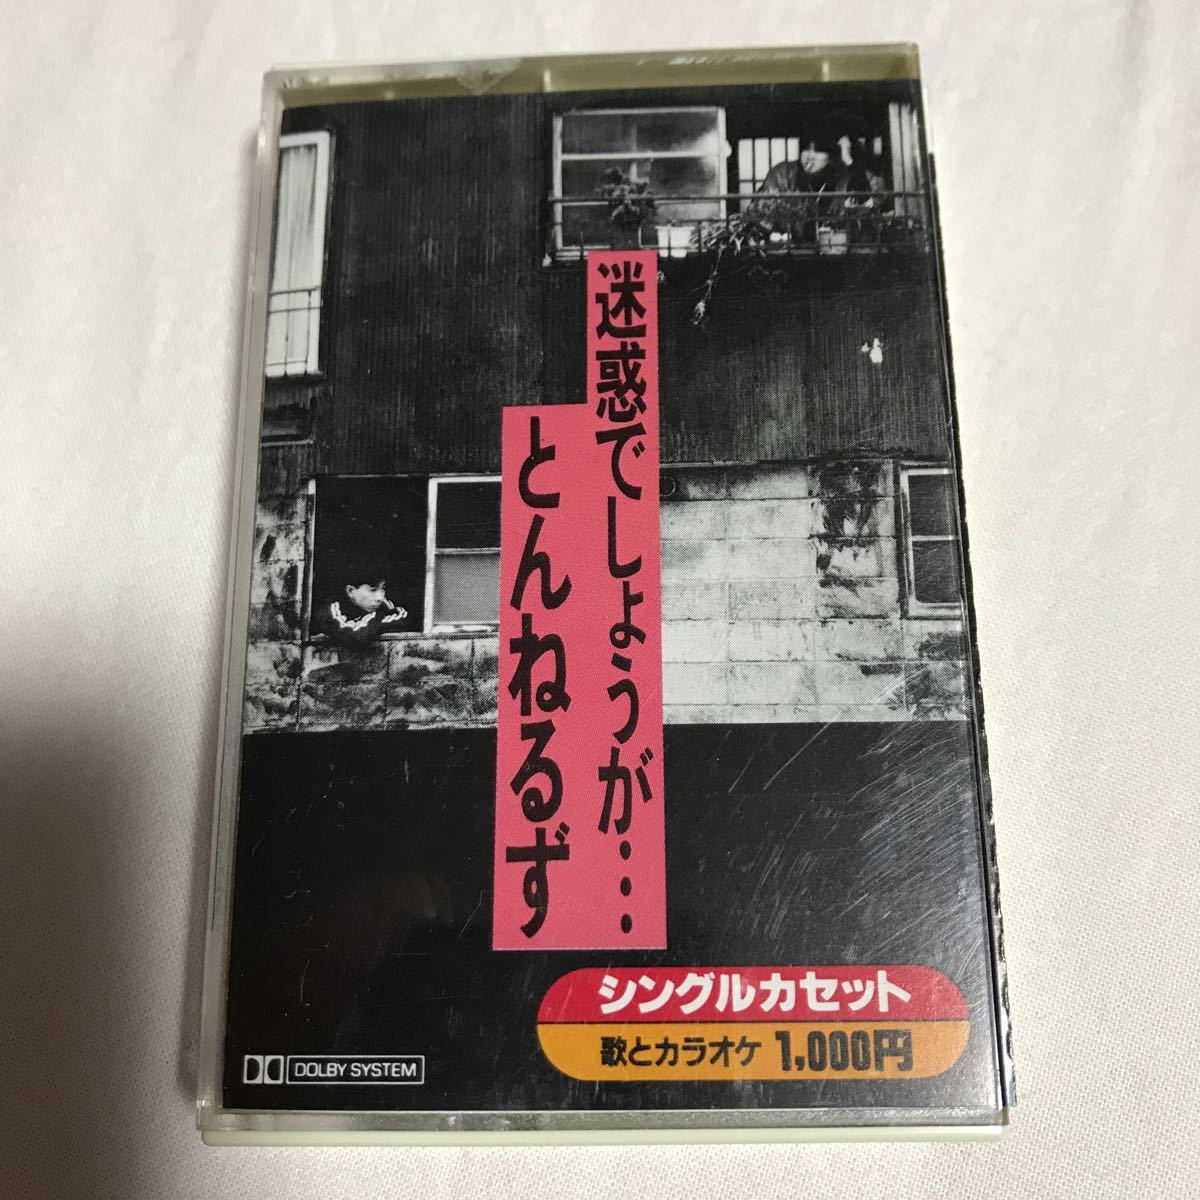 迷惑でしょうが…
とんねるず
シングルカセット
歌とカラオケ 1,000円
DOLBY SYSTEM